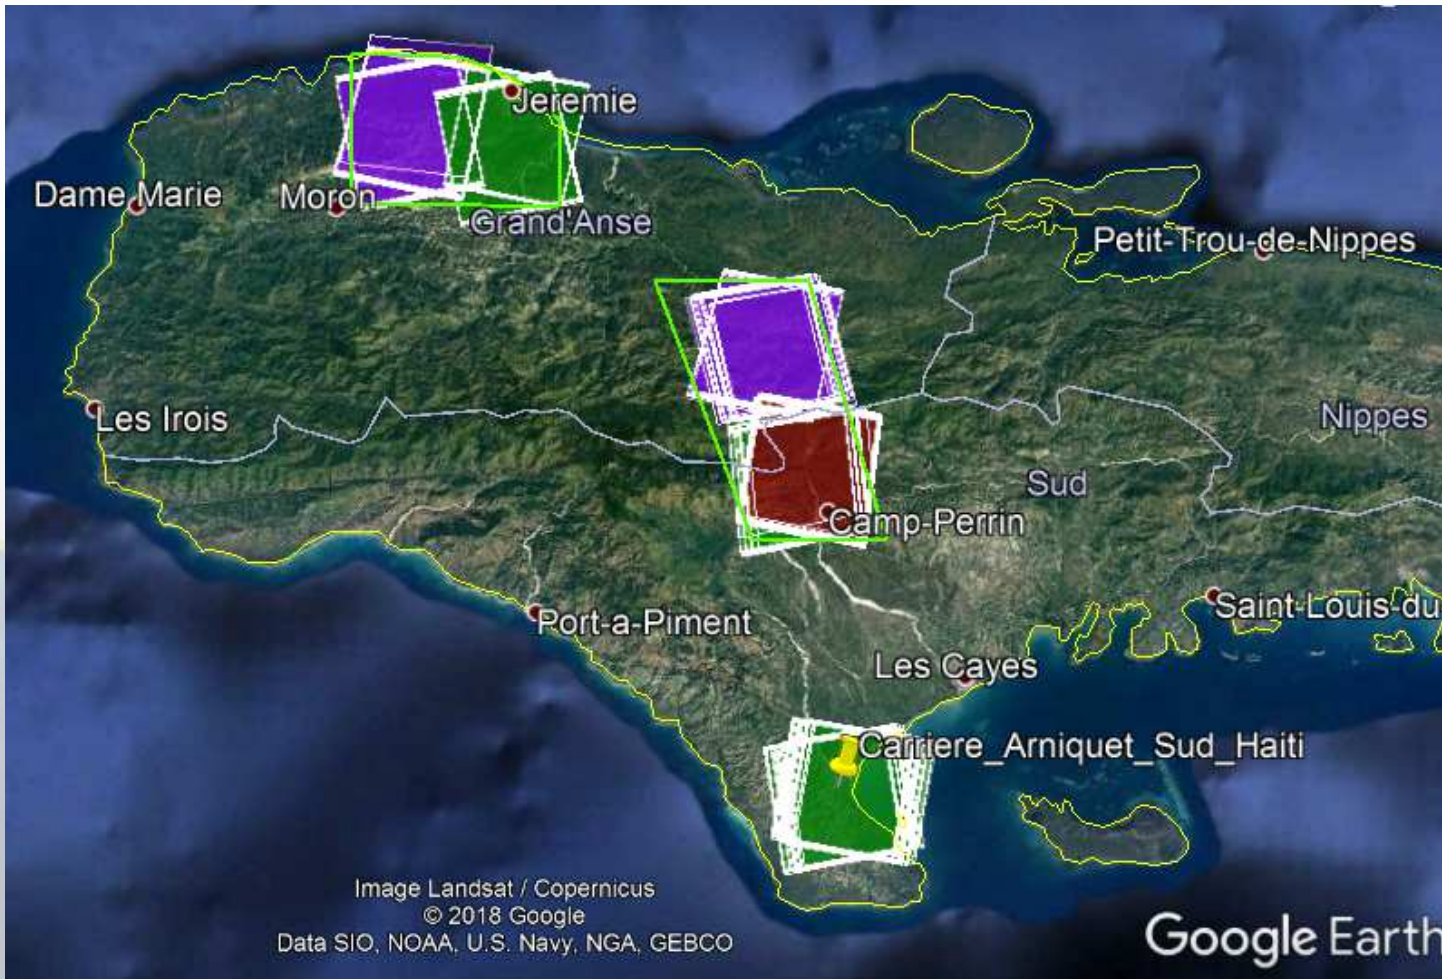 Jeremie
Dame Marie
Moron
Grand'Anse
Petit-Trou-de-Nippes
Les Irois
Nippes
Sud
Camp-Perrin
Port-a-Piment
Saint-Louis-du
Les Cayes
Carriere_Arniquet_Sud_Haiti
Image Landsat / Copernicus
© 2018 Google
Data SIO, NOAA, U.S. Navy, NGA, GEBCO
Google Earth